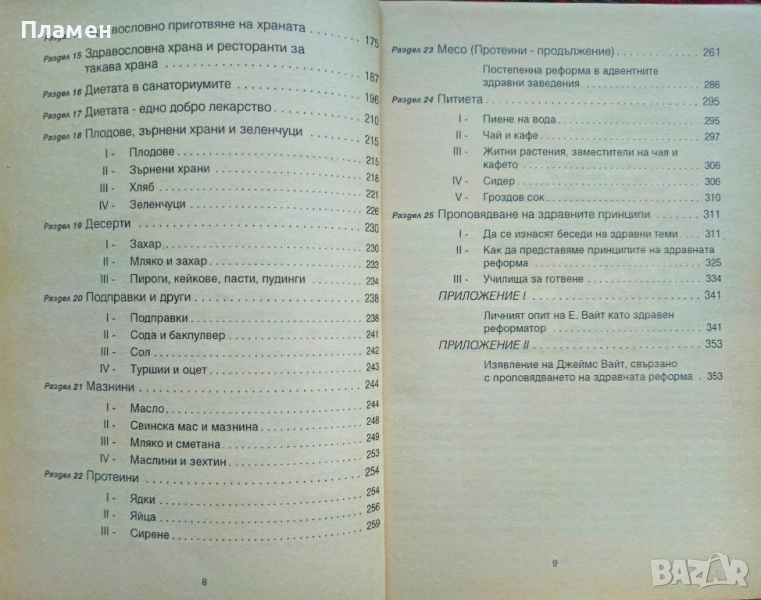 Пламен
Раздел 14 Здравословно приготвяне на храната ..... 175
Раздел 15 Здравословна храна и ресторанти за
такава храна ..... 187
Раздел 16 Диетата в санаториумите ..... 196
Раздел 17 Диетата - едно добро лекарство ..... 210
Раздел 18 Плодове, зърнени храни и зеленчуци ..... 215
I - Плодове ..... 215
II - Зърнени храни ..... 218
III - Хляб ..... 221
IV - Зеленчуци ..... 226
Раздел 19 Десерти ..... 230
I - Захар ..... 230
II - Мляко и захар ..... 233
III - Пироги, кейкове, пасти, пудинги ..... 234
Раздел 20 Подправки и други ..... 238
I - Подправки ..... 238
II - Сода и бакпулвер ..... 241
III - Сол ..... 242
IV - Туршии и оцет ..... 243
Раздел 21 Мазнини ..... 244
I - Масло ..... 244
II - Свинска мас и мазнина ..... 248
III - Мляко и сметана ..... 249
IV - Маслини и зехтин ..... 253
Раздел 22 Протеини ..... 254
I - Ядки ..... 254
II - Яйца ..... 256
III - Сирене ..... 259
8
Раздел 23 Месо (Протеини - продължение) ..... 261
Постепенна реформа в адвентните
здравни заведения ..... 286
Раздел 24 Питиета ..... 295
I - Пиене на вода ..... 295
II - Чай и кафе ..... 297
III - Житни растения, заместители на чая и
кафето ..... 306
IV - Сидер ..... 306
V - Гроздов сок ..... 310
Раздел 25 Проповядване на здравните принципи ..... 311
I - Да се изнасят беседи на здравни теми ..... 311
II - Как да представяме принципите на здравната
реформа ..... 325
III - Училища за готвене ..... 334
ПРИЛОЖЕНИЕ I ..... 341
Личният опит на Е. Вайт като здравен
реформатор ..... 341
ПРИЛОЖЕНИЕ II ..... 353
Изявление на Джеймс Вайт, свързано
с проповядването на здравната реформа . 353
9
BAZAR